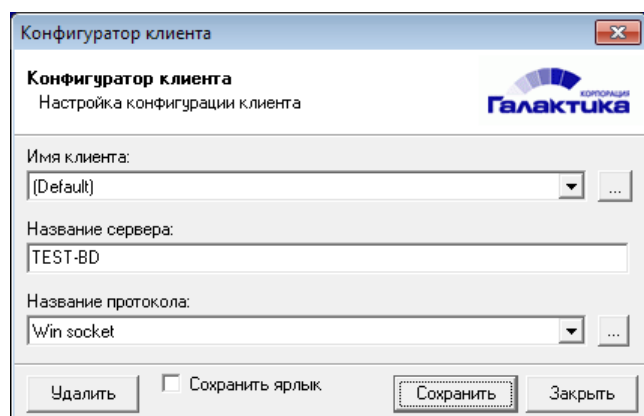 Конфигуратор клиента
Конфигуратор клиента
Настройка конфигурации клиента
КОРПОРАЦИЯ
Галактика
Имя клиента:
(Default)
...
Название сервера:
TEST-BD
Название протокола:
Win socket
...
Удалить
Сохранить ярлык
Сохранить
Закрыть